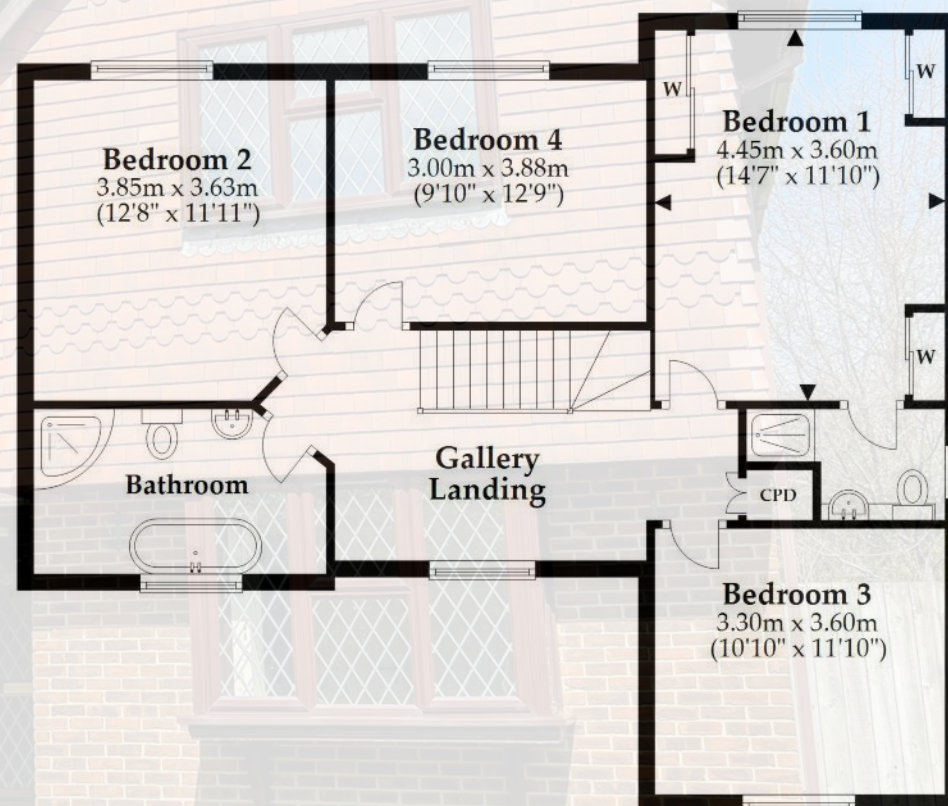 W
W
Bedroom 1
4.45m x 3.60m
(14'7" x 11'10")
Bedroom 2
3.85m x 3.63m
(12'8" x 11'11")
Bedroom 4
3.00m x 3.88m
(9'10" x 12'9")
W
Gallery
Landing
Bathroom
CPD
Bedroom 3
3.30m x 3.60m
(10'10" x 11'10")